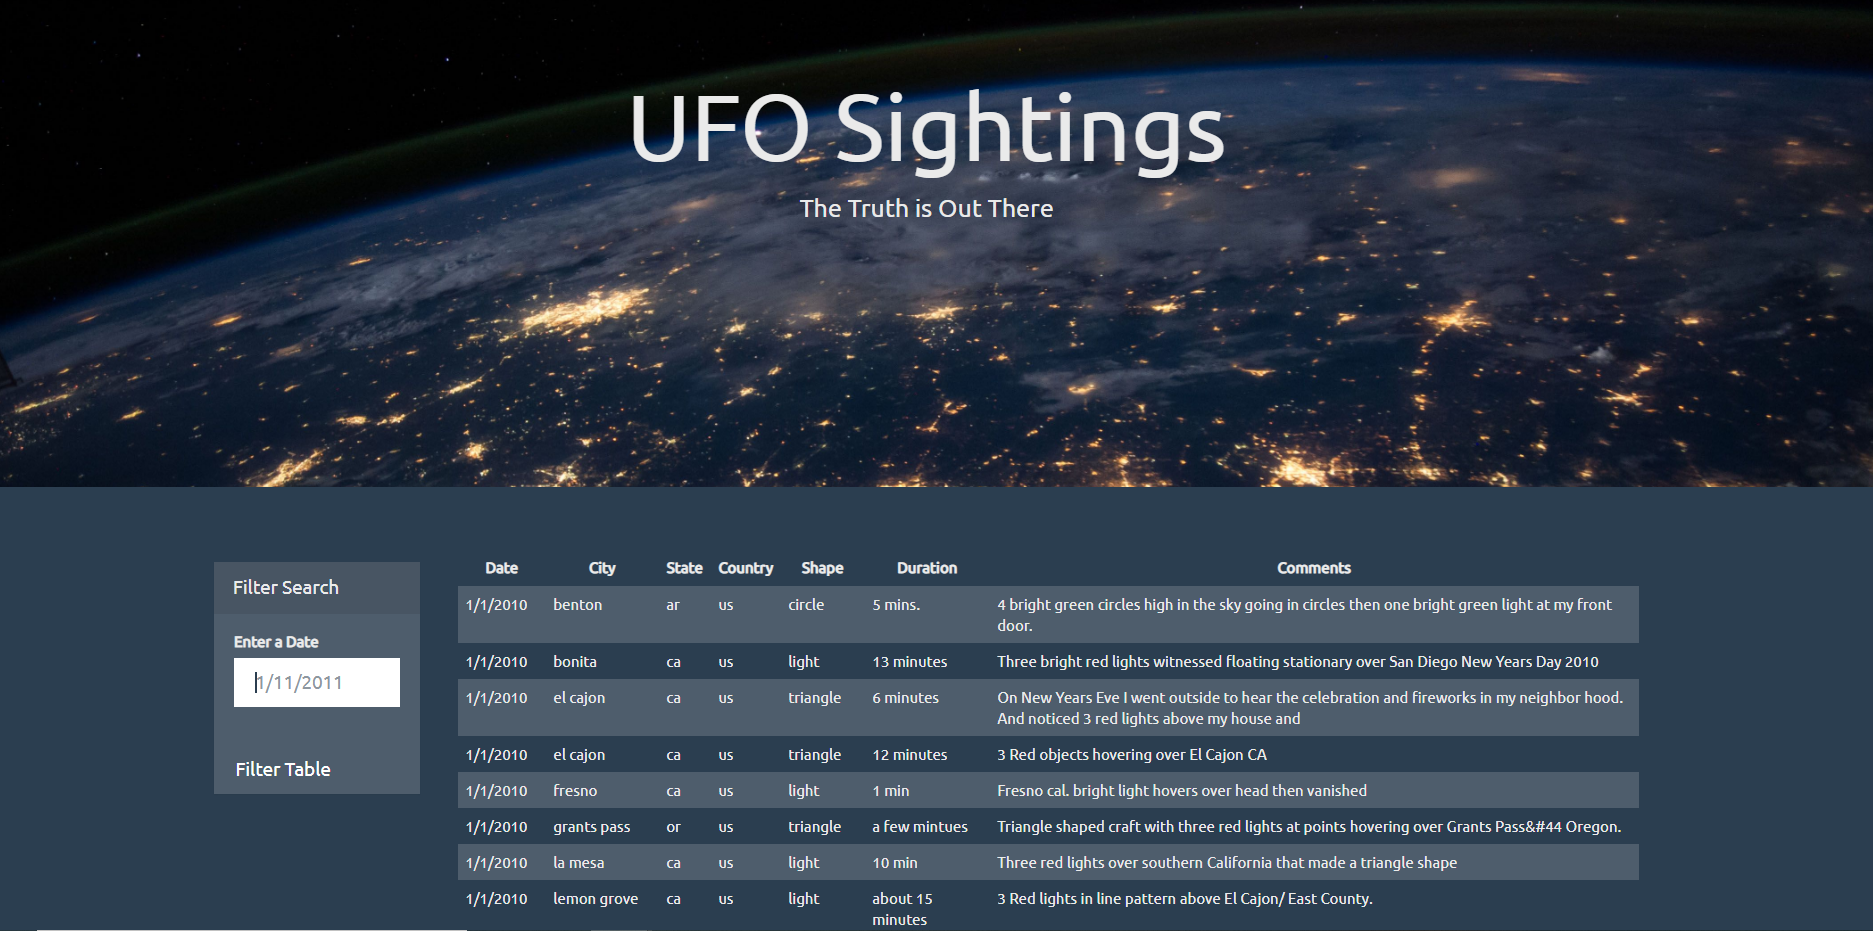 UFO Sightings
The Truth is Out There
Filter Search
Enter a Date
1/11/2011
Filter Table
Date City State Country Shape Duration Comments
1/1/2010 benton ar us circle 5 mins. 4 bright green circles high in the sky going in circles then one bright green light at my front
door.
1/1/2010 bonita ca us light 13 minutes Three bright red lights witnessed floating stationary over San Diego New Years Day 2010
1/1/2010 el cajon ca us triangle 6 minutes On New Years Eve I went outside to hear the celebration and fireworks in my neighbor hood.
And noticed 3 red lights above my house and
1/1/2010 el cajon ca us triangle 12 minutes 3 Red objects hovering over El Cajon CA
1/1/2010 fresno ca us light 1 min Fresno cal. bright light hovers over head then vanished
1/1/2010 grants pass or us triangle a few mintues Triangle shaped craft with three red lights at points hovering over Grants Pass&#44 Oregon.
1/1/2010 la mesa ca us light 10 min Three red lights over southern California that made a triangle shape
1/1/2010 lemon grove ca us light about 15 3 Red lights in line pattern above El Cajon/ East County.
minutes